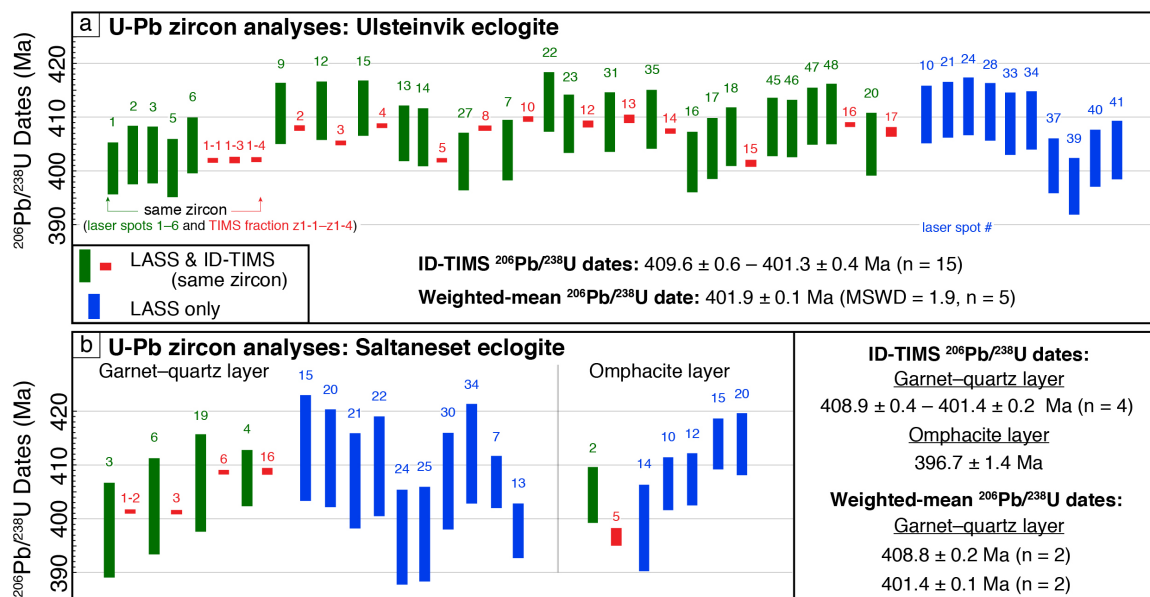 a U-Pb zircon analyses: Ulsteinvik eclogite
206Pb/238U Dates (Ma)
420
410
400
390
1 2 3 5 6 1-1 1-3 1-4 9 2 12 3 15 4 13 14 5 27 8 7 10 22 23 12 31 13 35 14 16 17 18 15 45 46 47 48 16 20 17 10 21 24 28 33 34 37 39 40 41
same zircon
(laser spots 1–6 and TIMS fraction z1-1–z1-4)
laser spot #
LASS & ID-TIMS
(same zircon)
LASS only
ID-TIMS 206Pb/238U dates: 409.6 ± 0.6 – 401.3 ± 0.4 Ma (n = 15)
Weighted-mean 206Pb/238U date: 401.9 ± 0.1 Ma (MSWD = 1.9, n = 5)
b U-Pb zircon analyses: Saltaneset eclogite
Garnet–quartz layer
Omphacite layer
206Pb/238U Dates (Ma)
420
410
400
390
3 1-2 6 3 19 6 4 16 15 20 21 22 24 25 30 34 7 13 2 5 14 10 12 15 20
ID-TIMS 206Pb/238U dates:
Garnet–quartz layer
408.9 ± 0.4 – 401.4 ± 0.2 Ma (n = 4)
Omphacite layer
396.7 ± 1.4 Ma
Weighted-mean 206Pb/238U dates:
Garnet–quartz layer
408.8 ± 0.2 Ma (n = 2)
401.4 ± 0.1 Ma (n = 2)